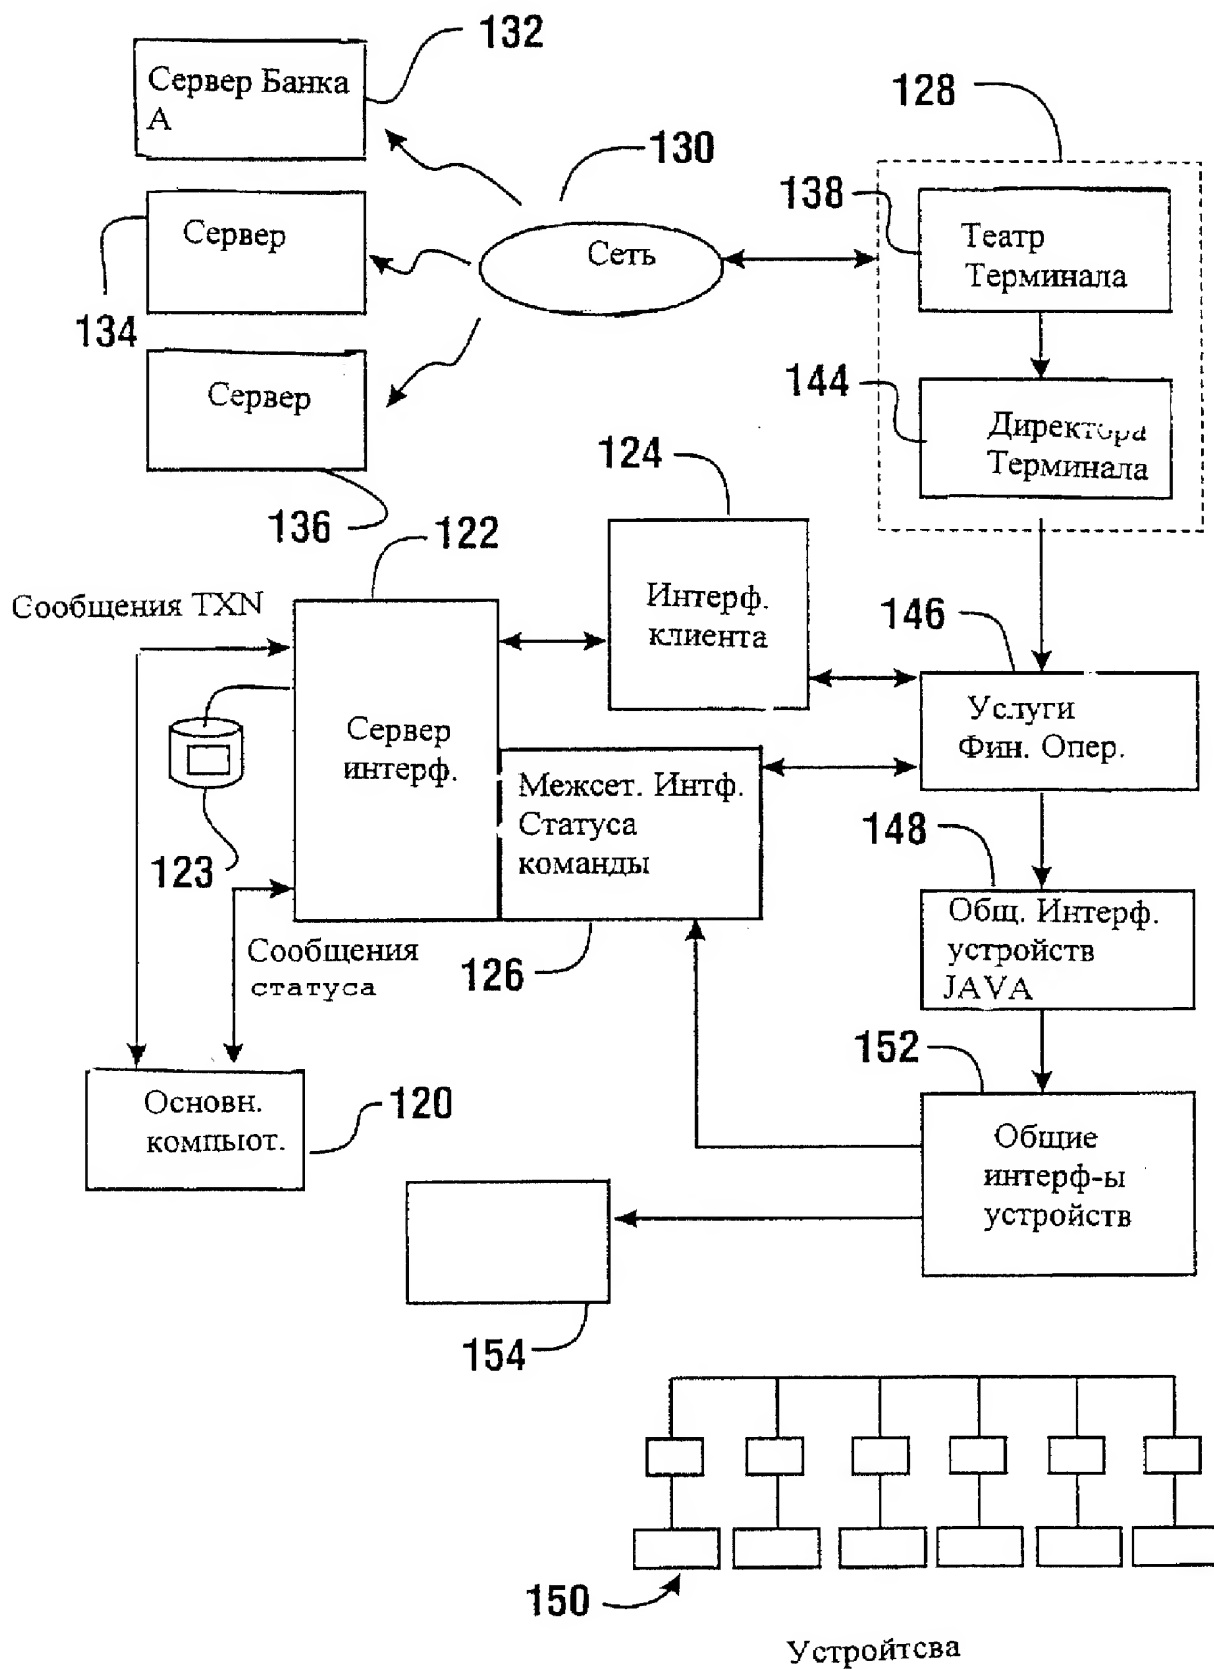 132
Сервер Банка
А
128
130
138
Театр
Терминала
Сервер
Сеть
134
144
Сервер
Терминала
124
136
122
Сообщения TXN
Интерф.
клиента
146
Услуги
Фин. Опер.
Сервер
интерф.
Межсет. Интф.
Статуса
команды
148
123
Общ. Интерф.
устройств
JAVA
Сообщения
статуса
126
152
Основн.
компьют.
120
Общие
интерф-ы
устройств
154
150
Устройтсва